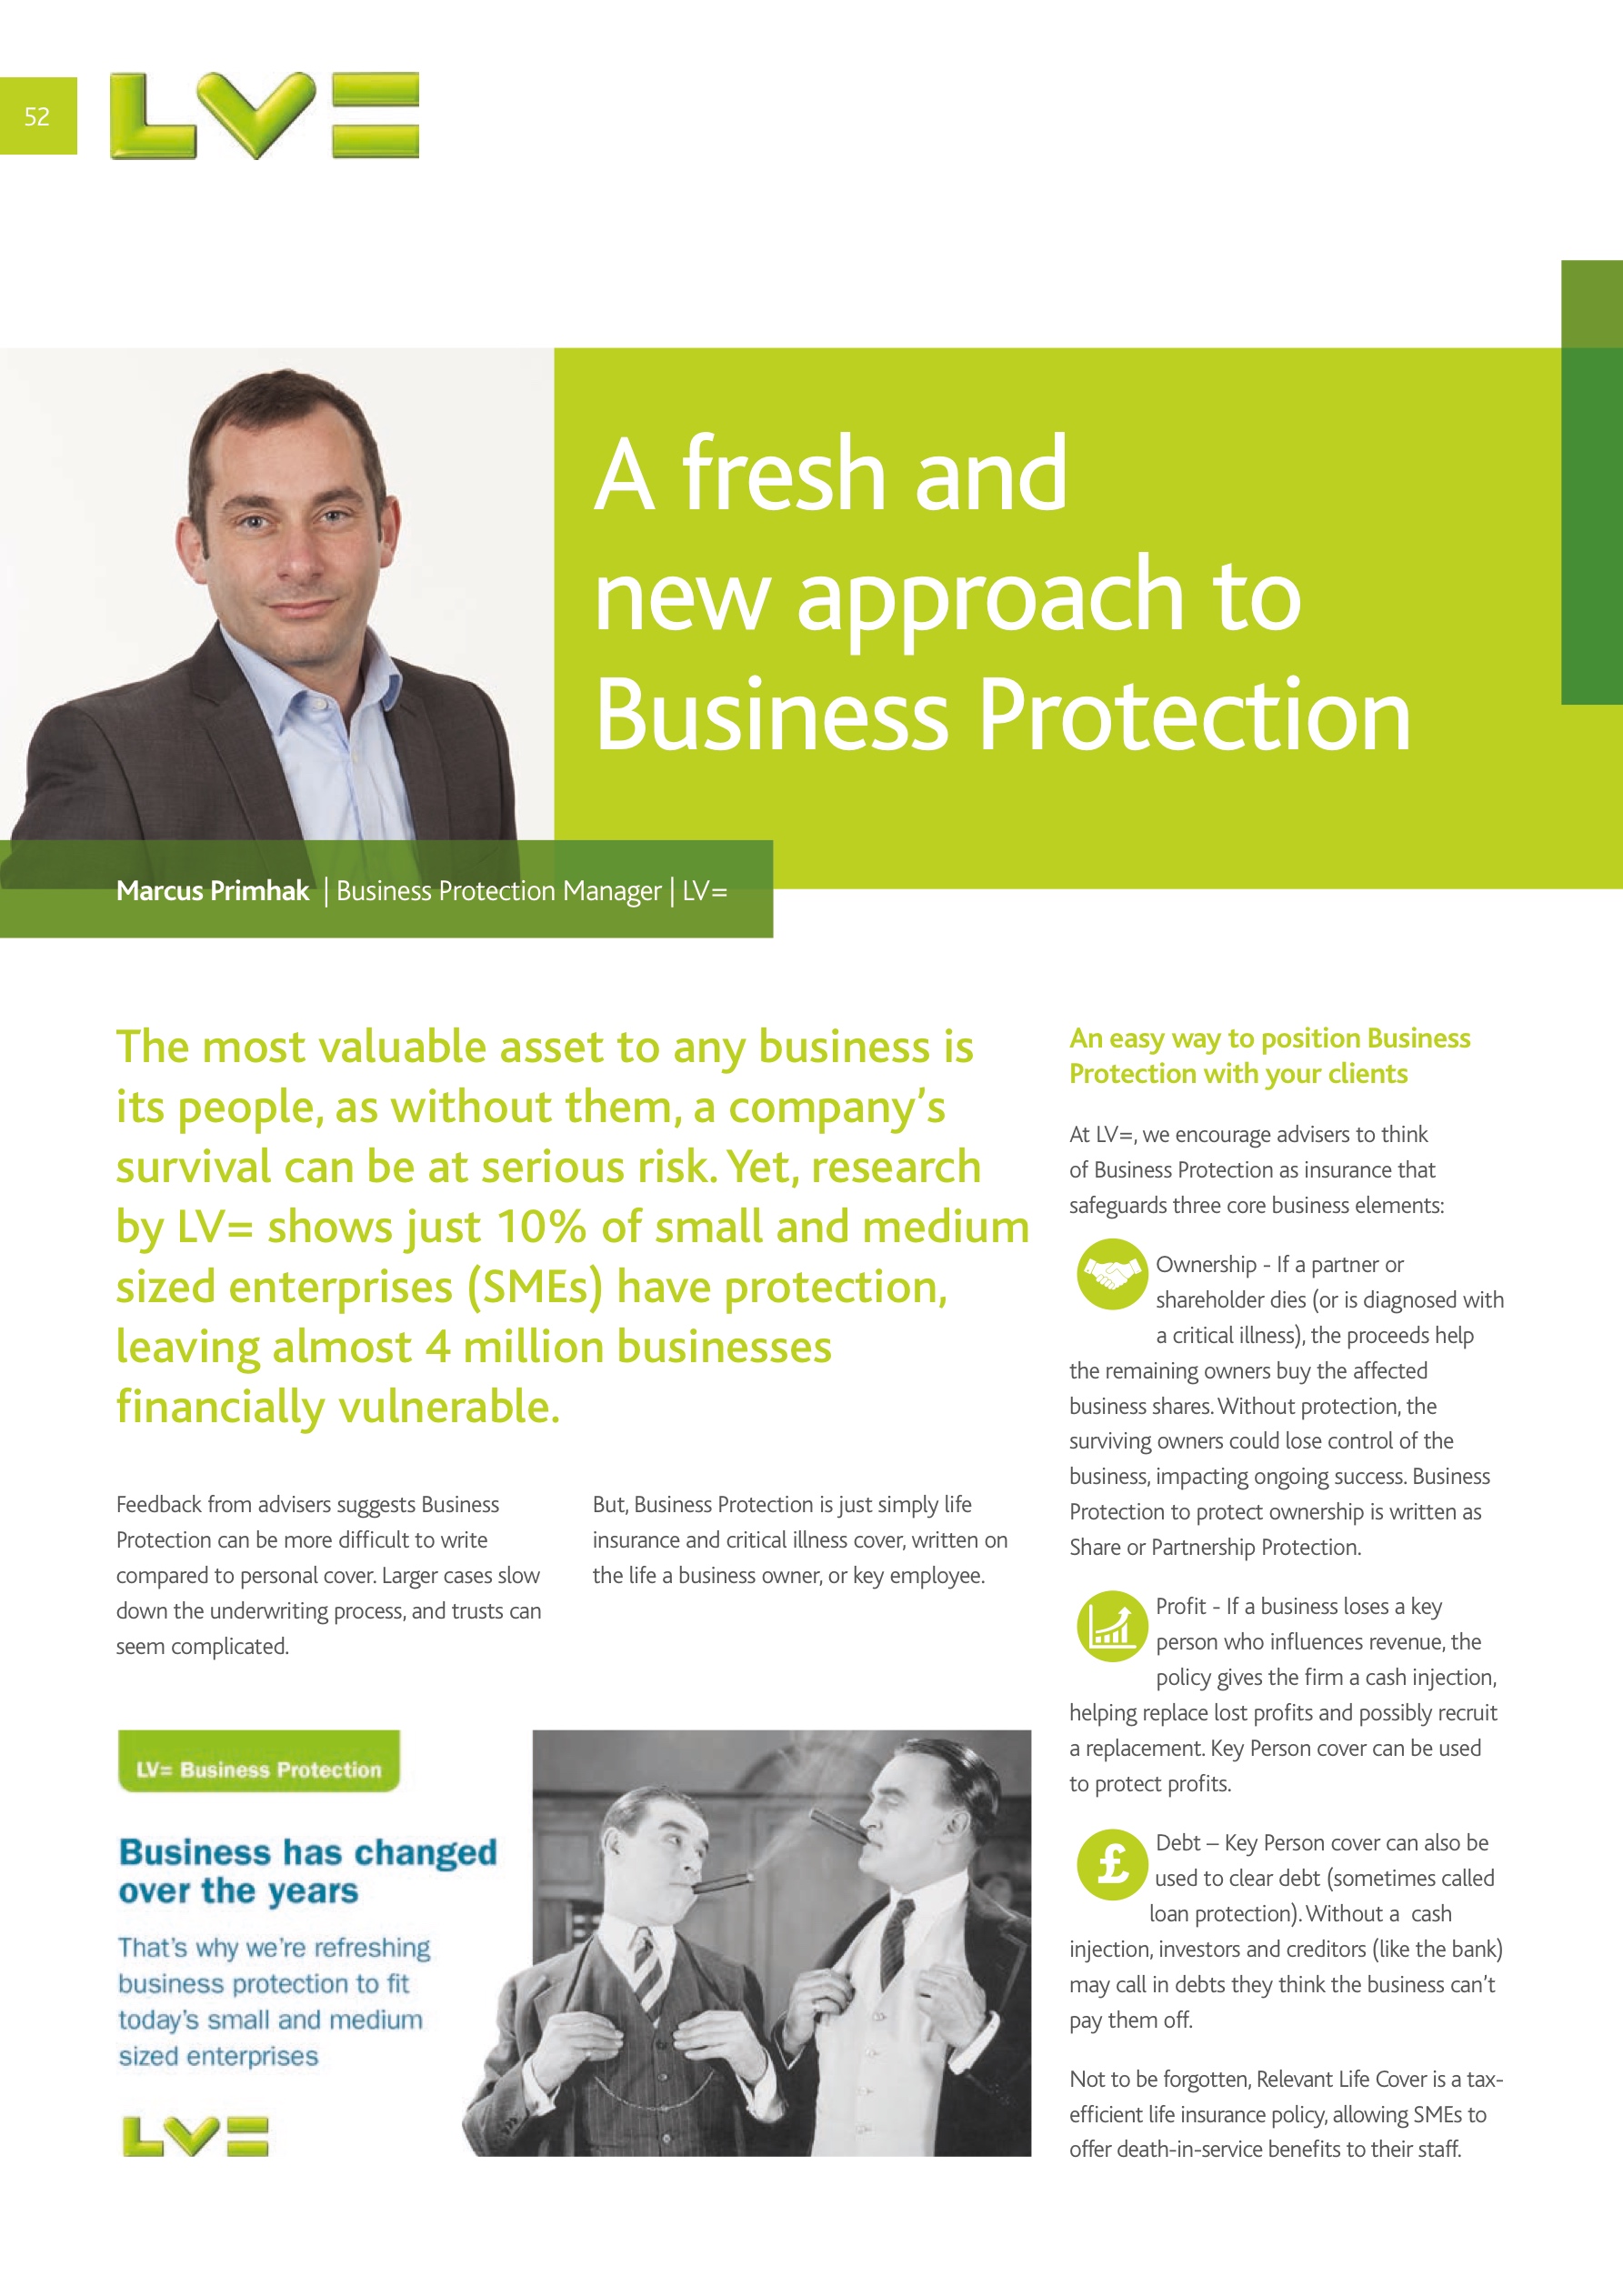 52
LV=
A fresh and
new approach to
Business Protection
Marcus Primhak | Business Protection Manager | LV=
The most valuable asset to any business is
its people, as without them, a company's
survival can be at serious risk. Yet, research
by LV= shows just 10% of small and medium
sized enterprises (SMEs) have protection,
leaving almost 4 million businesses
financially vulnerable.
Feedback from advisers suggests Business
Protection can be more difficult to write
compared to personal cover. Larger cases slow
down the underwriting process, and trusts can
seem complicated.
But, Business Protection is just simply life
insurance and critical illness cover, written on
the life a business owner, or key employee.
LV= Business Protection
Business has changed
over the years
That's why we're refreshing
business protection to fit
today's small and medium
sized enterprises
LV=
An easy way to position Business
Protection with your clients
At LV=, we encourage advisers to think
of Business Protection as insurance that
safeguards three core business elements:
Ownership - If a partner or
shareholder dies (or is diagnosed with
a critical illness), the proceeds help
the remaining owners buy the affected
business shares. Without protection, the
surviving owners could lose control of the
business, impacting ongoing success. Business
Protection to protect ownership is written as
Share or Partnership Protection.
Profit - If a business loses a key
person who influences revenue, the
policy gives the firm a cash injection,
helping replace lost profits and possibly recruit
a replacement. Key Person cover can be used
to protect profits.
£
Debt – Key Person cover can also be
used to clear debt (sometimes called
loan protection). Without a cash
injection, investors and creditors (like the bank)
may call in debts they think the business can't
pay them off.
Not to be forgotten, Relevant Life Cover is a tax-
efficient life insurance policy, allowing SMEs to
offer death-in-service benefits to their staff.